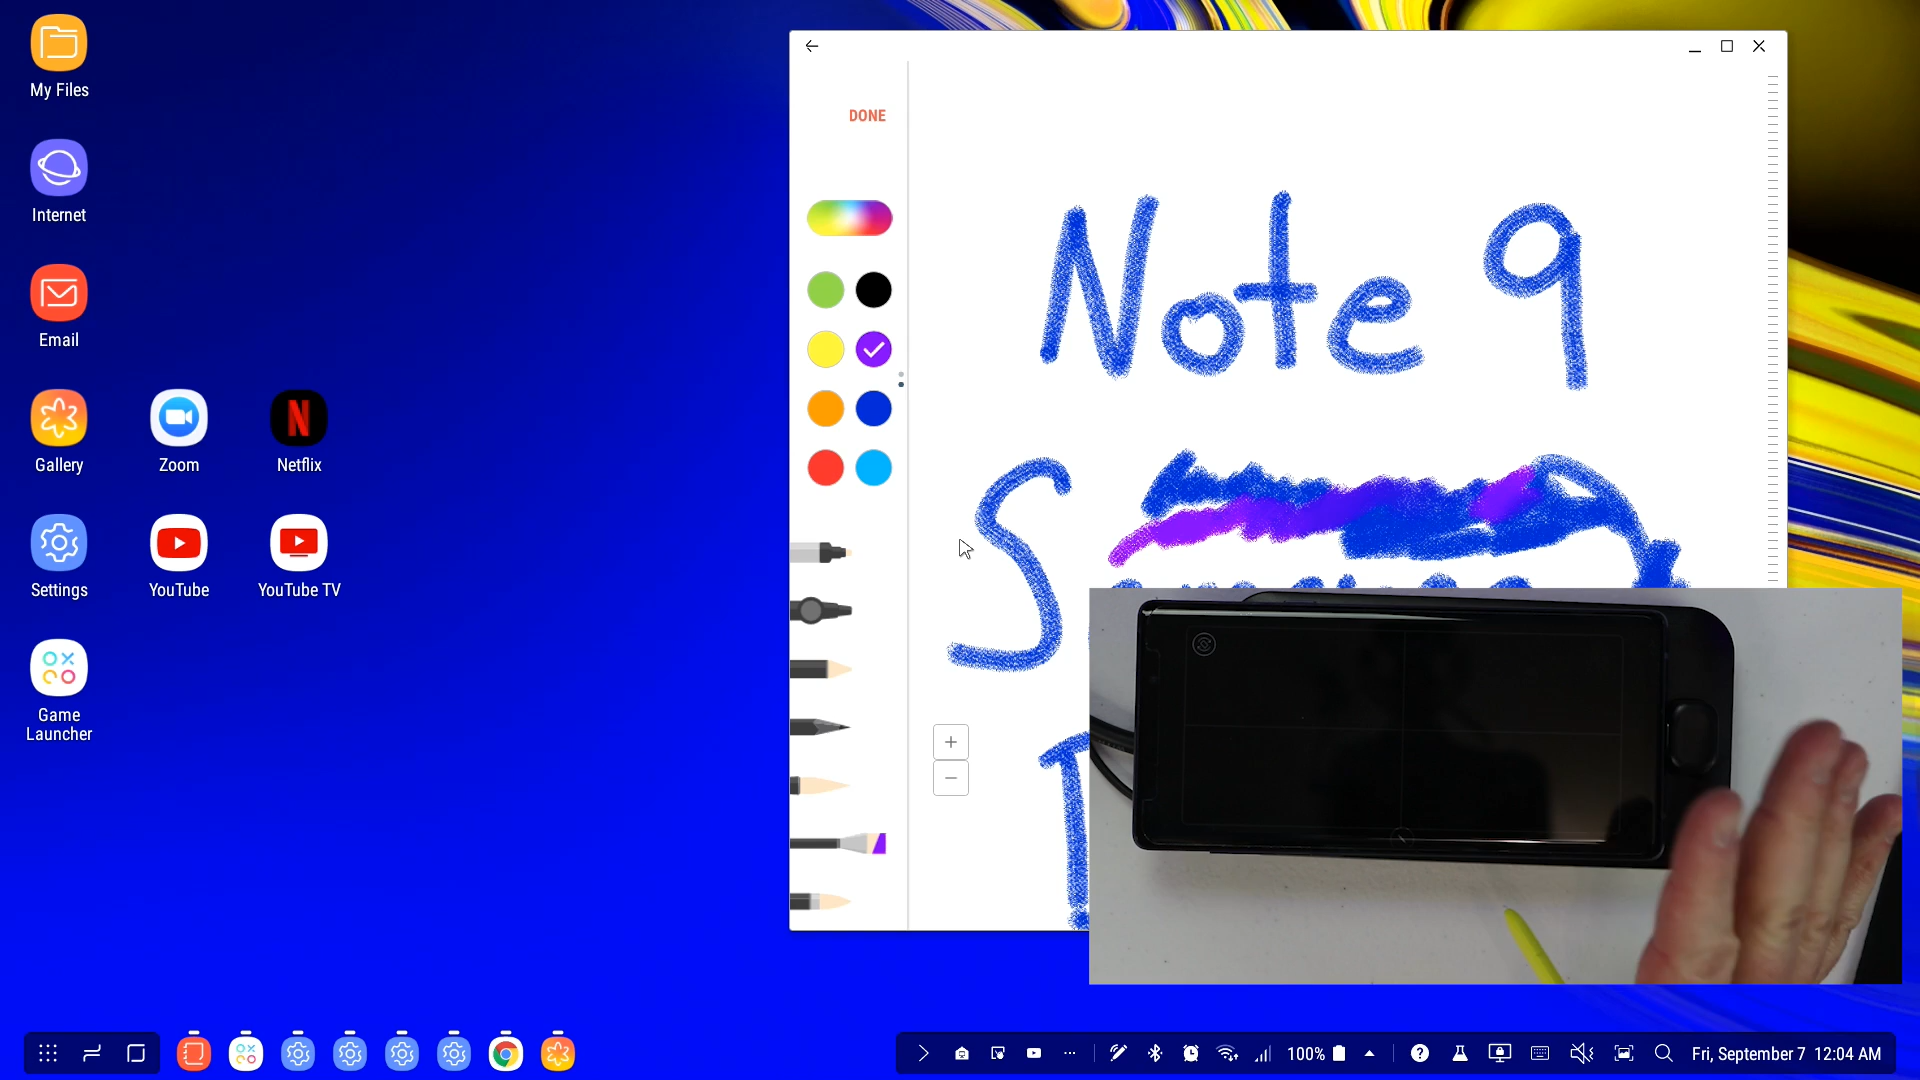 My Files
Internet
Email
Gallery
Zoom
Netflix
Settings
YouTube
YouTube TV
Game
Launcher
DONE
Note 9
S
100%
Fri, September 7 12:04 AM